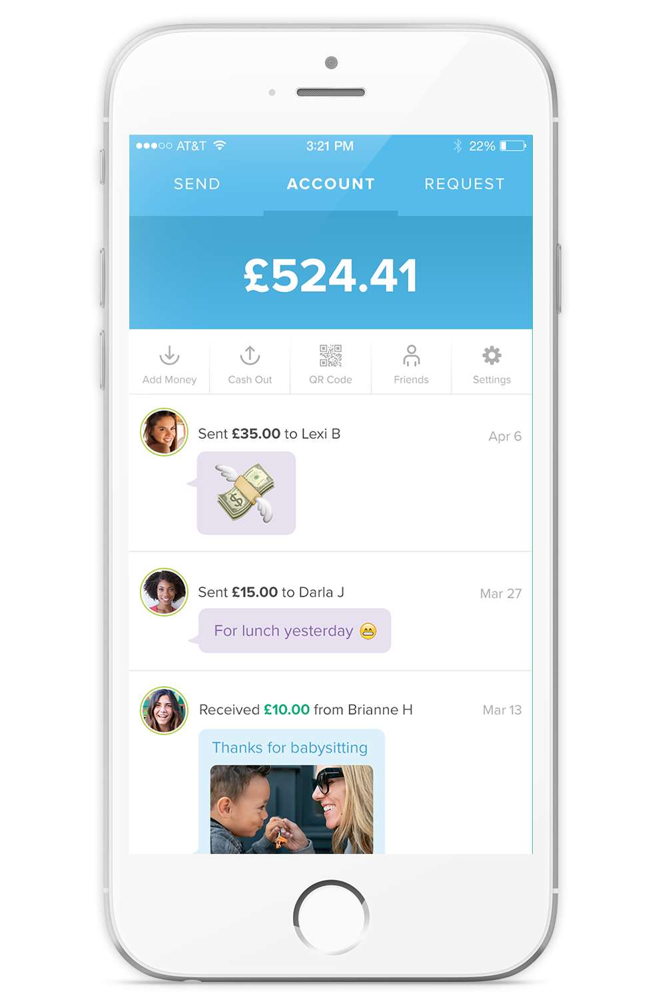 AT&T 3:21 PM 22%
SEND ACCOUNT REQUEST
£524.41
Add Money Cash Out QR Code Friends Settings
Sent £35.00 to Lexi B Apr 6
Sent £15.00 to Darla J Mar 27
For lunch yesterday 😁
Received £10.00 from Brianne H Mar 13
Thanks for babysitting